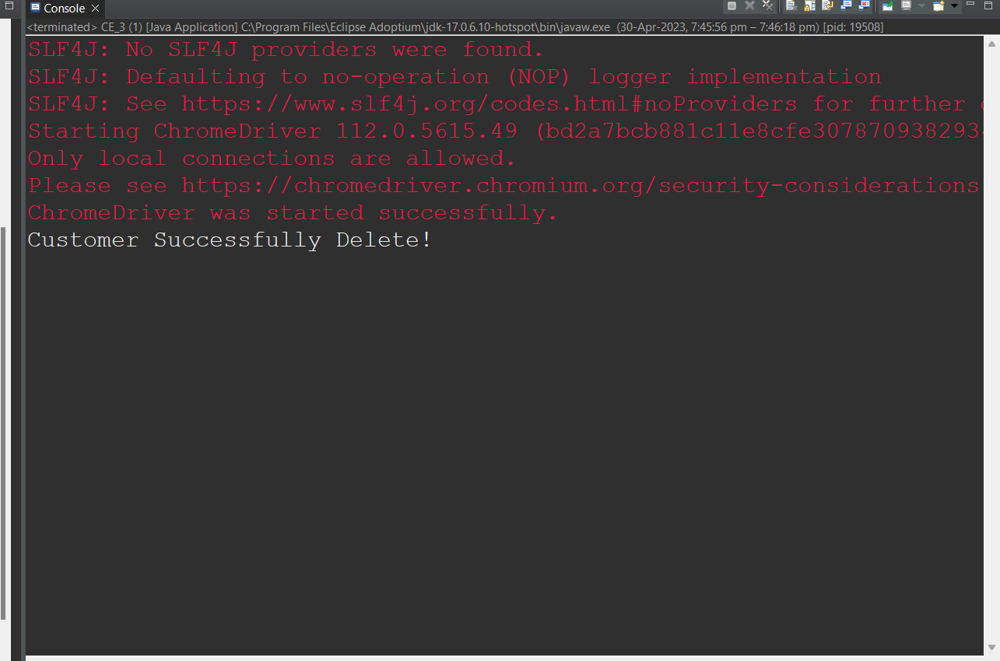 Console
<terminated> CE_3 (1) [Java Application] C:\Program Files\Eclipse Adoptium\jdk-17.0.6.10-hotspot\bin\javaw.exe (30-Apr-2023, 7:45:56 pm – 7:46:18 pm) [pid: 19508]
SLF4J: No SLF4J providers were found.
SLF4J: Defaulting to no-operation (NOP) logger implementation
SLF4J: See https://www.slf4j.org/codes.html#noProviders for further
Starting ChromeDriver 112.0.5615.49 (bd2a7bcb881c11e8cfe3078709382934
Only local connections are allowed.
Please see https://chromedriver.chromium.org/security-considerations
ChromeDriver was started successfully.
Customer Successfully Delete!